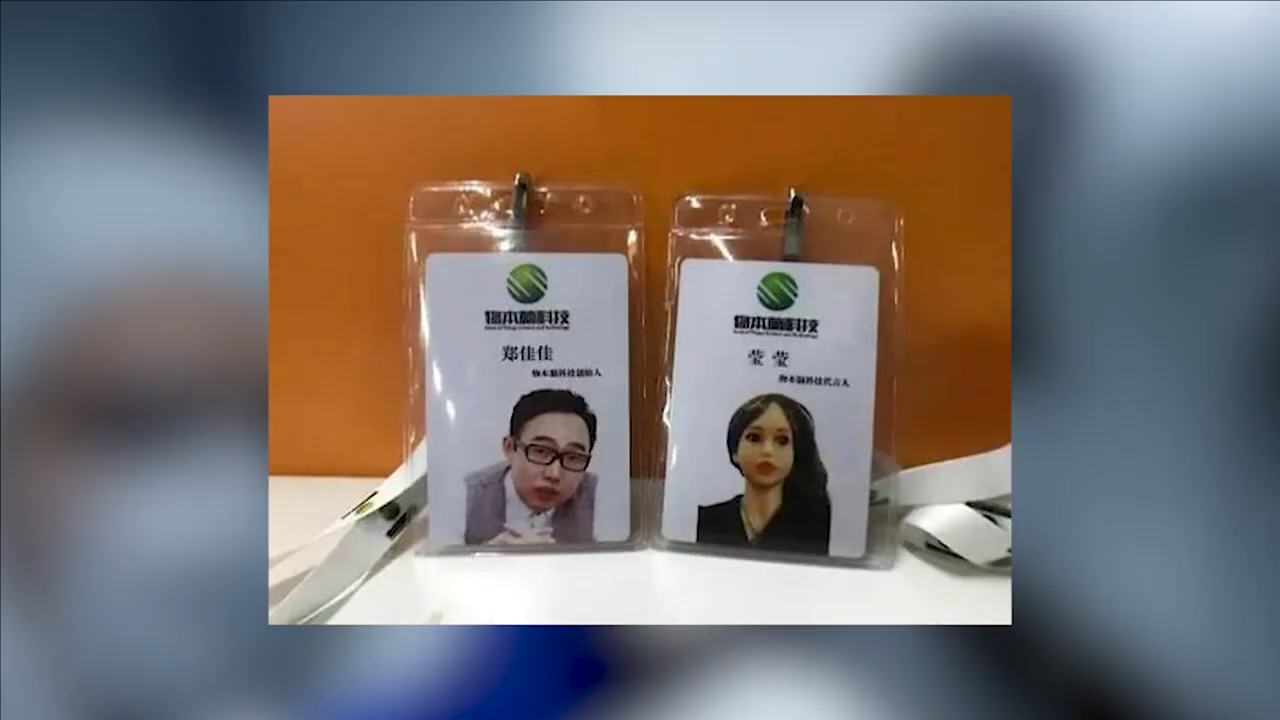 物本脑科技
郑佳佳
物本脑科技创始人
物本脑科技
莹 莹
物本脑科技代言人